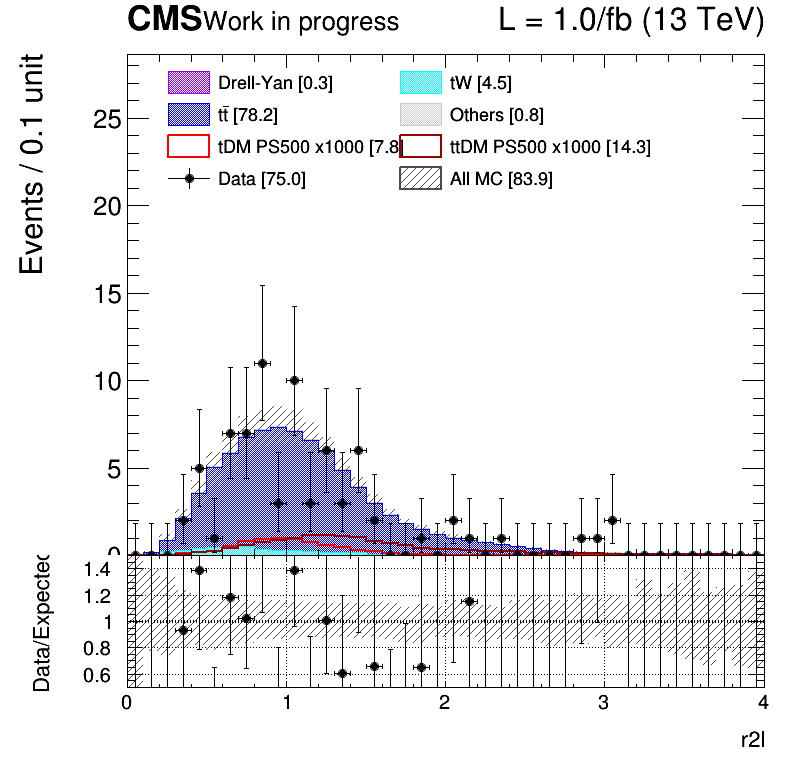 CMS Work in progress L = 1.0/fb (13 TeV)
Events / 0.1 unit
Drell-Yan [0.3] tW [4.5]
tt̄ [78.2] Others [0.8]
tDM PS500 x1000 [7.8 ttDM PS500 x1000 [14.3]
Data [75.0] All MC [83.9]
25
20
15
10
5
0
Data/Expected
1.4
1.2
1
0.8
0.6
0 1 2 3 4
r2l